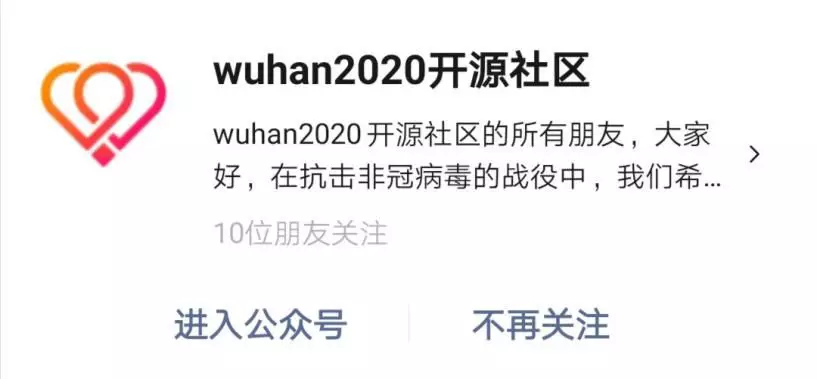 wuhan2020开源社区
wuhan2020 开源社区的所有朋友，大家
好，在抗击非冠病毒的战役中，我们希...
10位朋友关注
进入公众号
不再关注